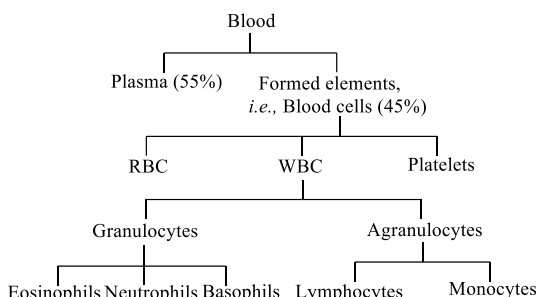 Blood
Plasma (55%)
Formed elements,
i.e., Blood cells (45%)
RBC WBC Platelets
Granulocytes Agranulocytes
Eosinophils Neutrophils Basophils Lymphocytes Monocytes